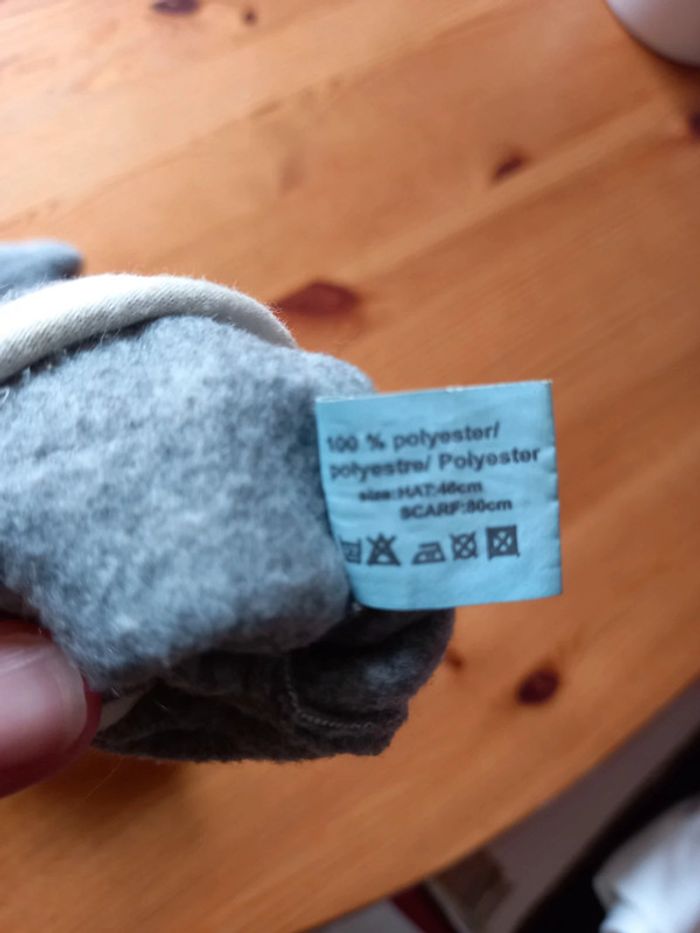 100 % polyester/
polyestre/ Polyester
size:HAT:46cm
SCARF:80cm